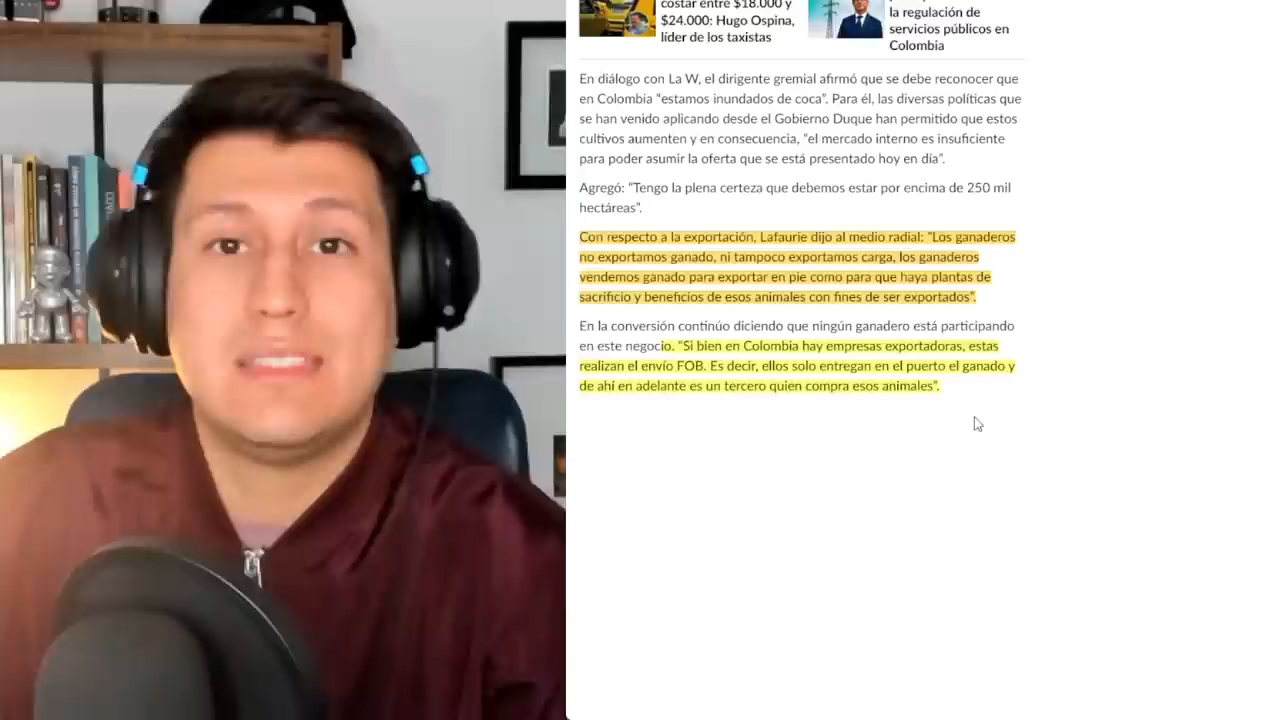 costar entre $18.000 y
$24.000: Hugo Ospina,
líder de los taxistas
la regulación de
servicios públicos en
Colombia
En diálogo con La W, el dirigente gremial afirmó que se debe reconocer que
en Colombia “estamos inundados de coca”. Para él, las diversas políticas que
se han venido aplicando desde el Gobierno Duque han permitido que estos
cultivos aumenten y en consecuencia, “el mercado interno es insuficiente
para poder asumir la oferta que se está presentado hoy en día”.
Agregó: “Tengo la plena certeza que debemos estar por encima de 250 mil
hectáreas”.
Con respecto a la exportación, Lafaurie dijo al medio radial: “Los ganaderos
no exportamos ganado, ni tampoco exportamos carga, los ganaderos
vendemos ganado para exportar en pie como para que haya plantas de
sacrificio y beneficios de esos animales con fines de ser exportados”.
En la conversión continúo diciendo que ningún ganadero está participando
en este negocio. “Si bien en Colombia hay empresas exportadoras, estas
realizan el envío FOB. Es decir, ellos solo entregan en el puerto el ganado y
de ahí en adelante es un tercero quien compra esos animales”.